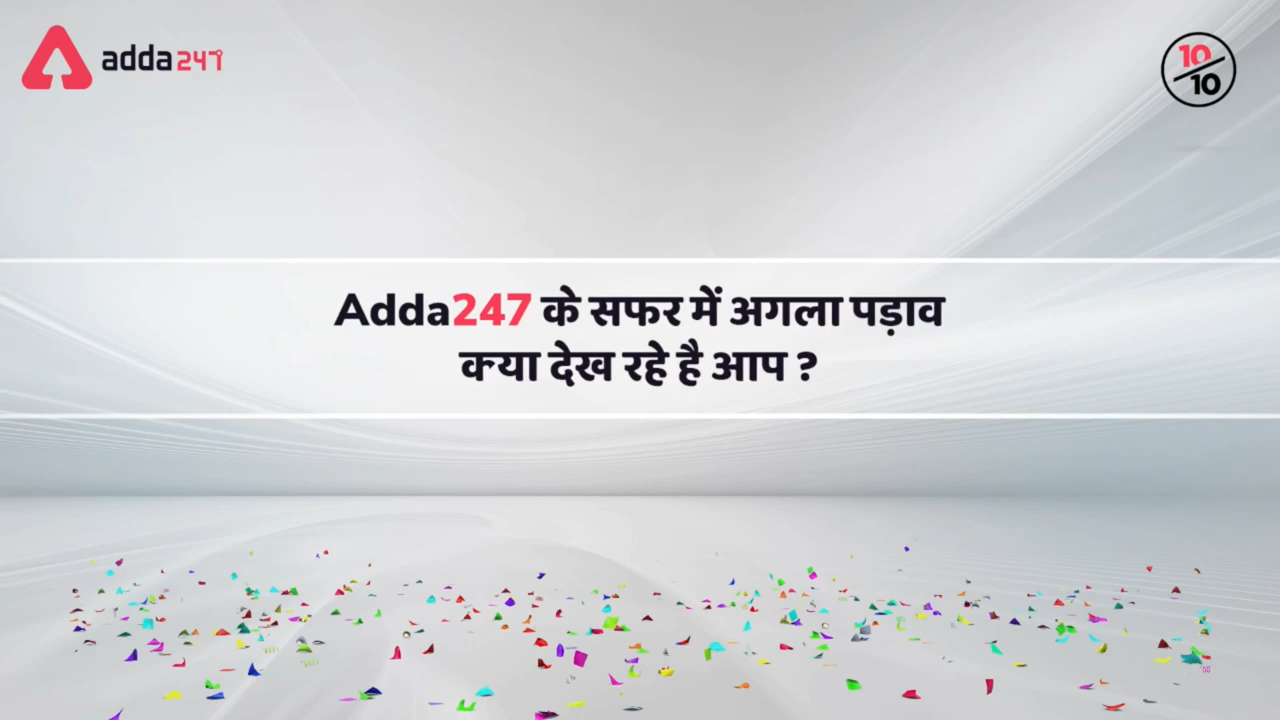 adda247
10
10
Adda247 के सफर में अगला पड़ाव
क्या देख रहे है आप ?